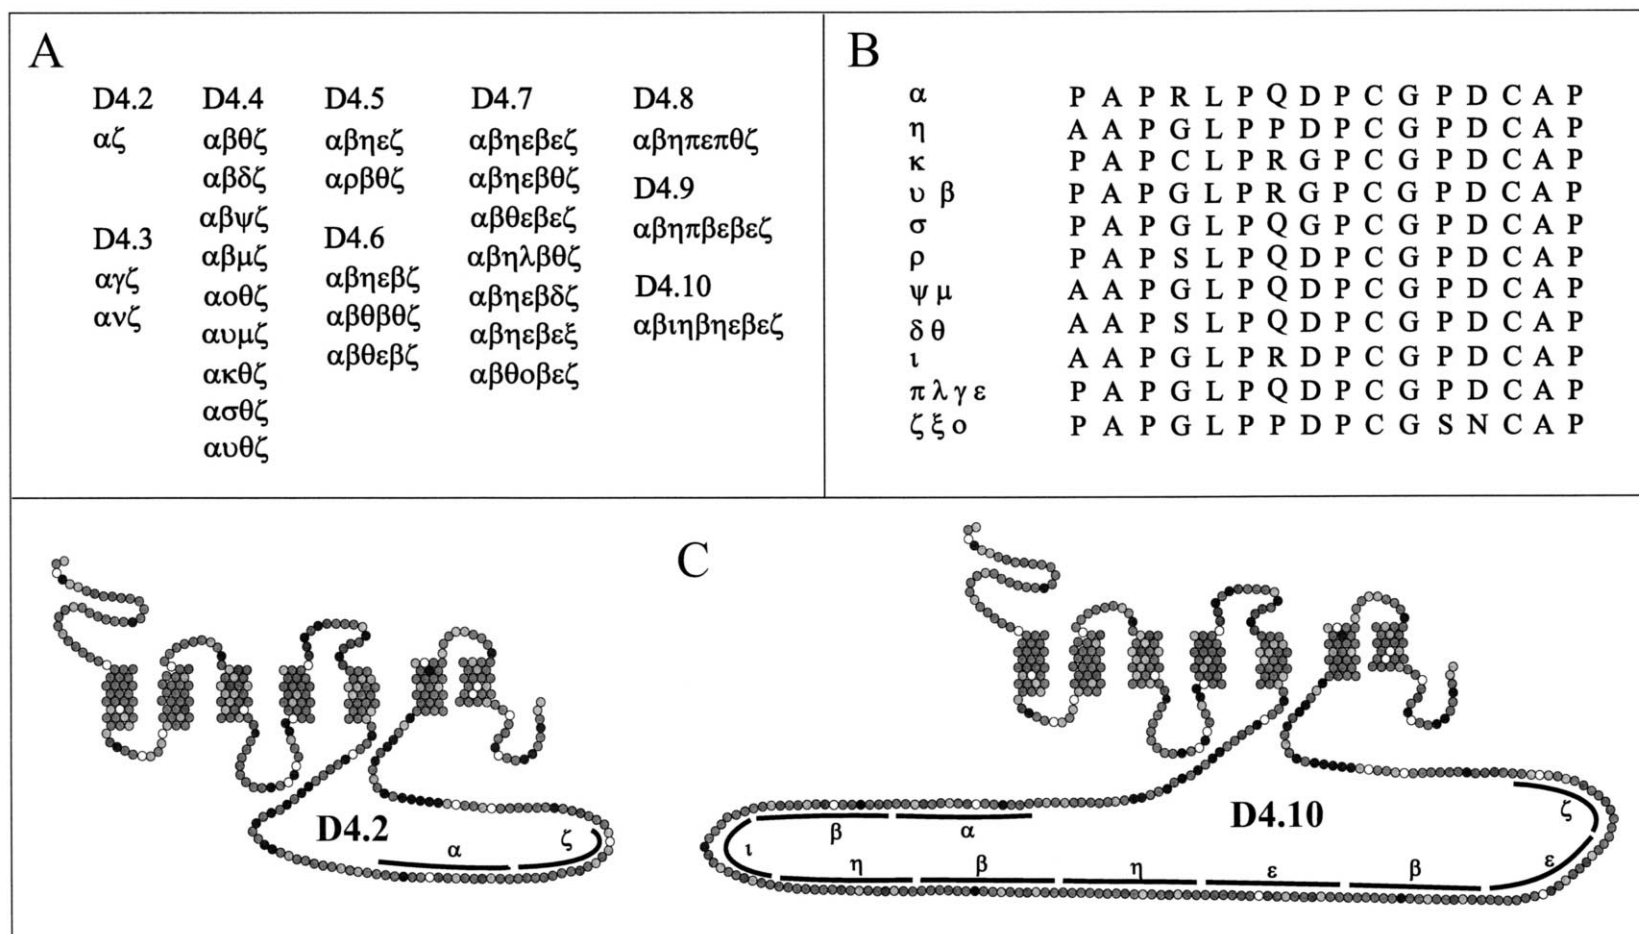 A
D4.2
αζ
D4.3
αγζ
ανζ
D4.4
αβθζ
αβδζ
αβψζ
αβμζ
αοθζ
αυμζ
ακθζ
ασθζ
αυθζ
D4.5
αβηεζ
αρβθζ
D4.6
αβηεβζ
αβθβθζ
αβθεβζ
D4.7
αβηεβεζ
αβηεβθζ
αβθεβεζ
αβηλβθζ
αβηεβδζ
αβηεβεξ
αβθοβεζ
D4.8
αβηπεπθζ
D4.9
αβηπβεβεζ
D4.10
αβιηβηεβεζ
B
α P A P R L P Q D P C G P D C A P
η A A P G L P P D P C G P D C A P
κ P A P C L P R G P C G P D C A P
υ β P A P G L P R G P C G P D C A P
σ P A P G L P Q G P C G P D C A P
ρ P A P S L P Q D P C G P D C A P
ψ μ A A P G L P Q D P C G P D C A P
δ θ A A P S L P Q D P C G P D C A P
ι A A P G L P R D P C G P D C A P
π λ γ ε P A P G L P Q D P C G P D C A P
ζ ξ ο P A P G L P P D P C G S N C A P
C
D4.2
α ζ
D4.10
β α ζ
ι η β η ε β ε